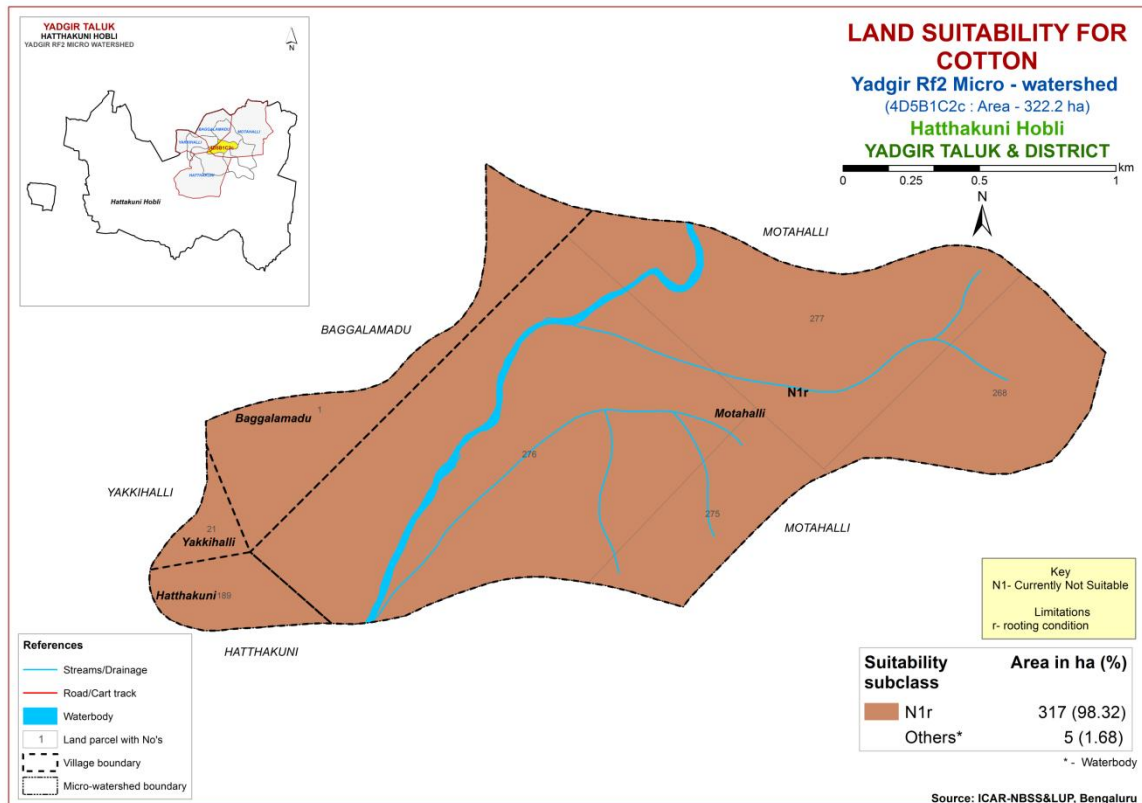 YADGIR TALUK
HATTHAKUNI HOBLI
YADGIR RF2 MICRO WATERSHED
N
BAGGALAMADU
MOTAHALLI
YAKKIHALLI
4D5B1C2c
HATTHAKUNI
Hattakuni Hobli
LAND SUITABILITY FOR
COTTON
Yadgir Rf2 Micro - watershed
(4D5B1C2c : Area - 322.2 ha)
Hatthakuni Hobli
YADGIR TALUK & DISTRICT
km
0 0.25 0.5 1
N
MOTAHALLI
BAGGALAMADU
277
N1r
268
1
Baggalamadu
Motahalli
276
YAKKIHALLI
275
21
MOTAHALLI
Yakkihalli
Hatthakuni
189
HATTHAKUNI
Key
N1- Currently Not Suitable
Limitations
r- rooting condition
References
Streams/Drainage
Road/Cart track
Waterbody
1 Land parcel with No's
Village boundary
Micro-watershed boundary
Suitability subclass Area in ha (%)
N1r 317 (98.32)
Others* 5 (1.68)
* - Waterbody
Source: ICAR-NBSS&LUP, Bengaluru